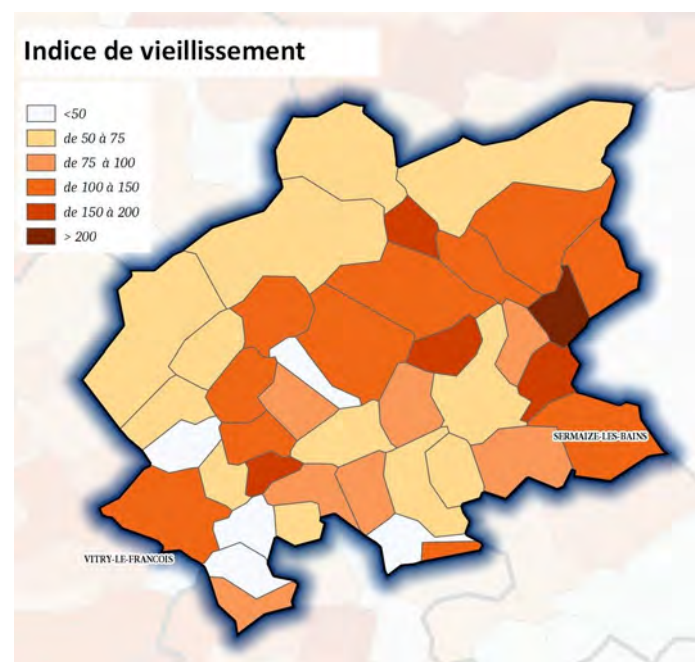 Indice de vieillissement
<50
de 50 à 75
de 75 à 100
de 100 à 150
de 150 à 200
> 200
SERMAIZE-LES-BAINS
VITRY-LE-FRANCOIS